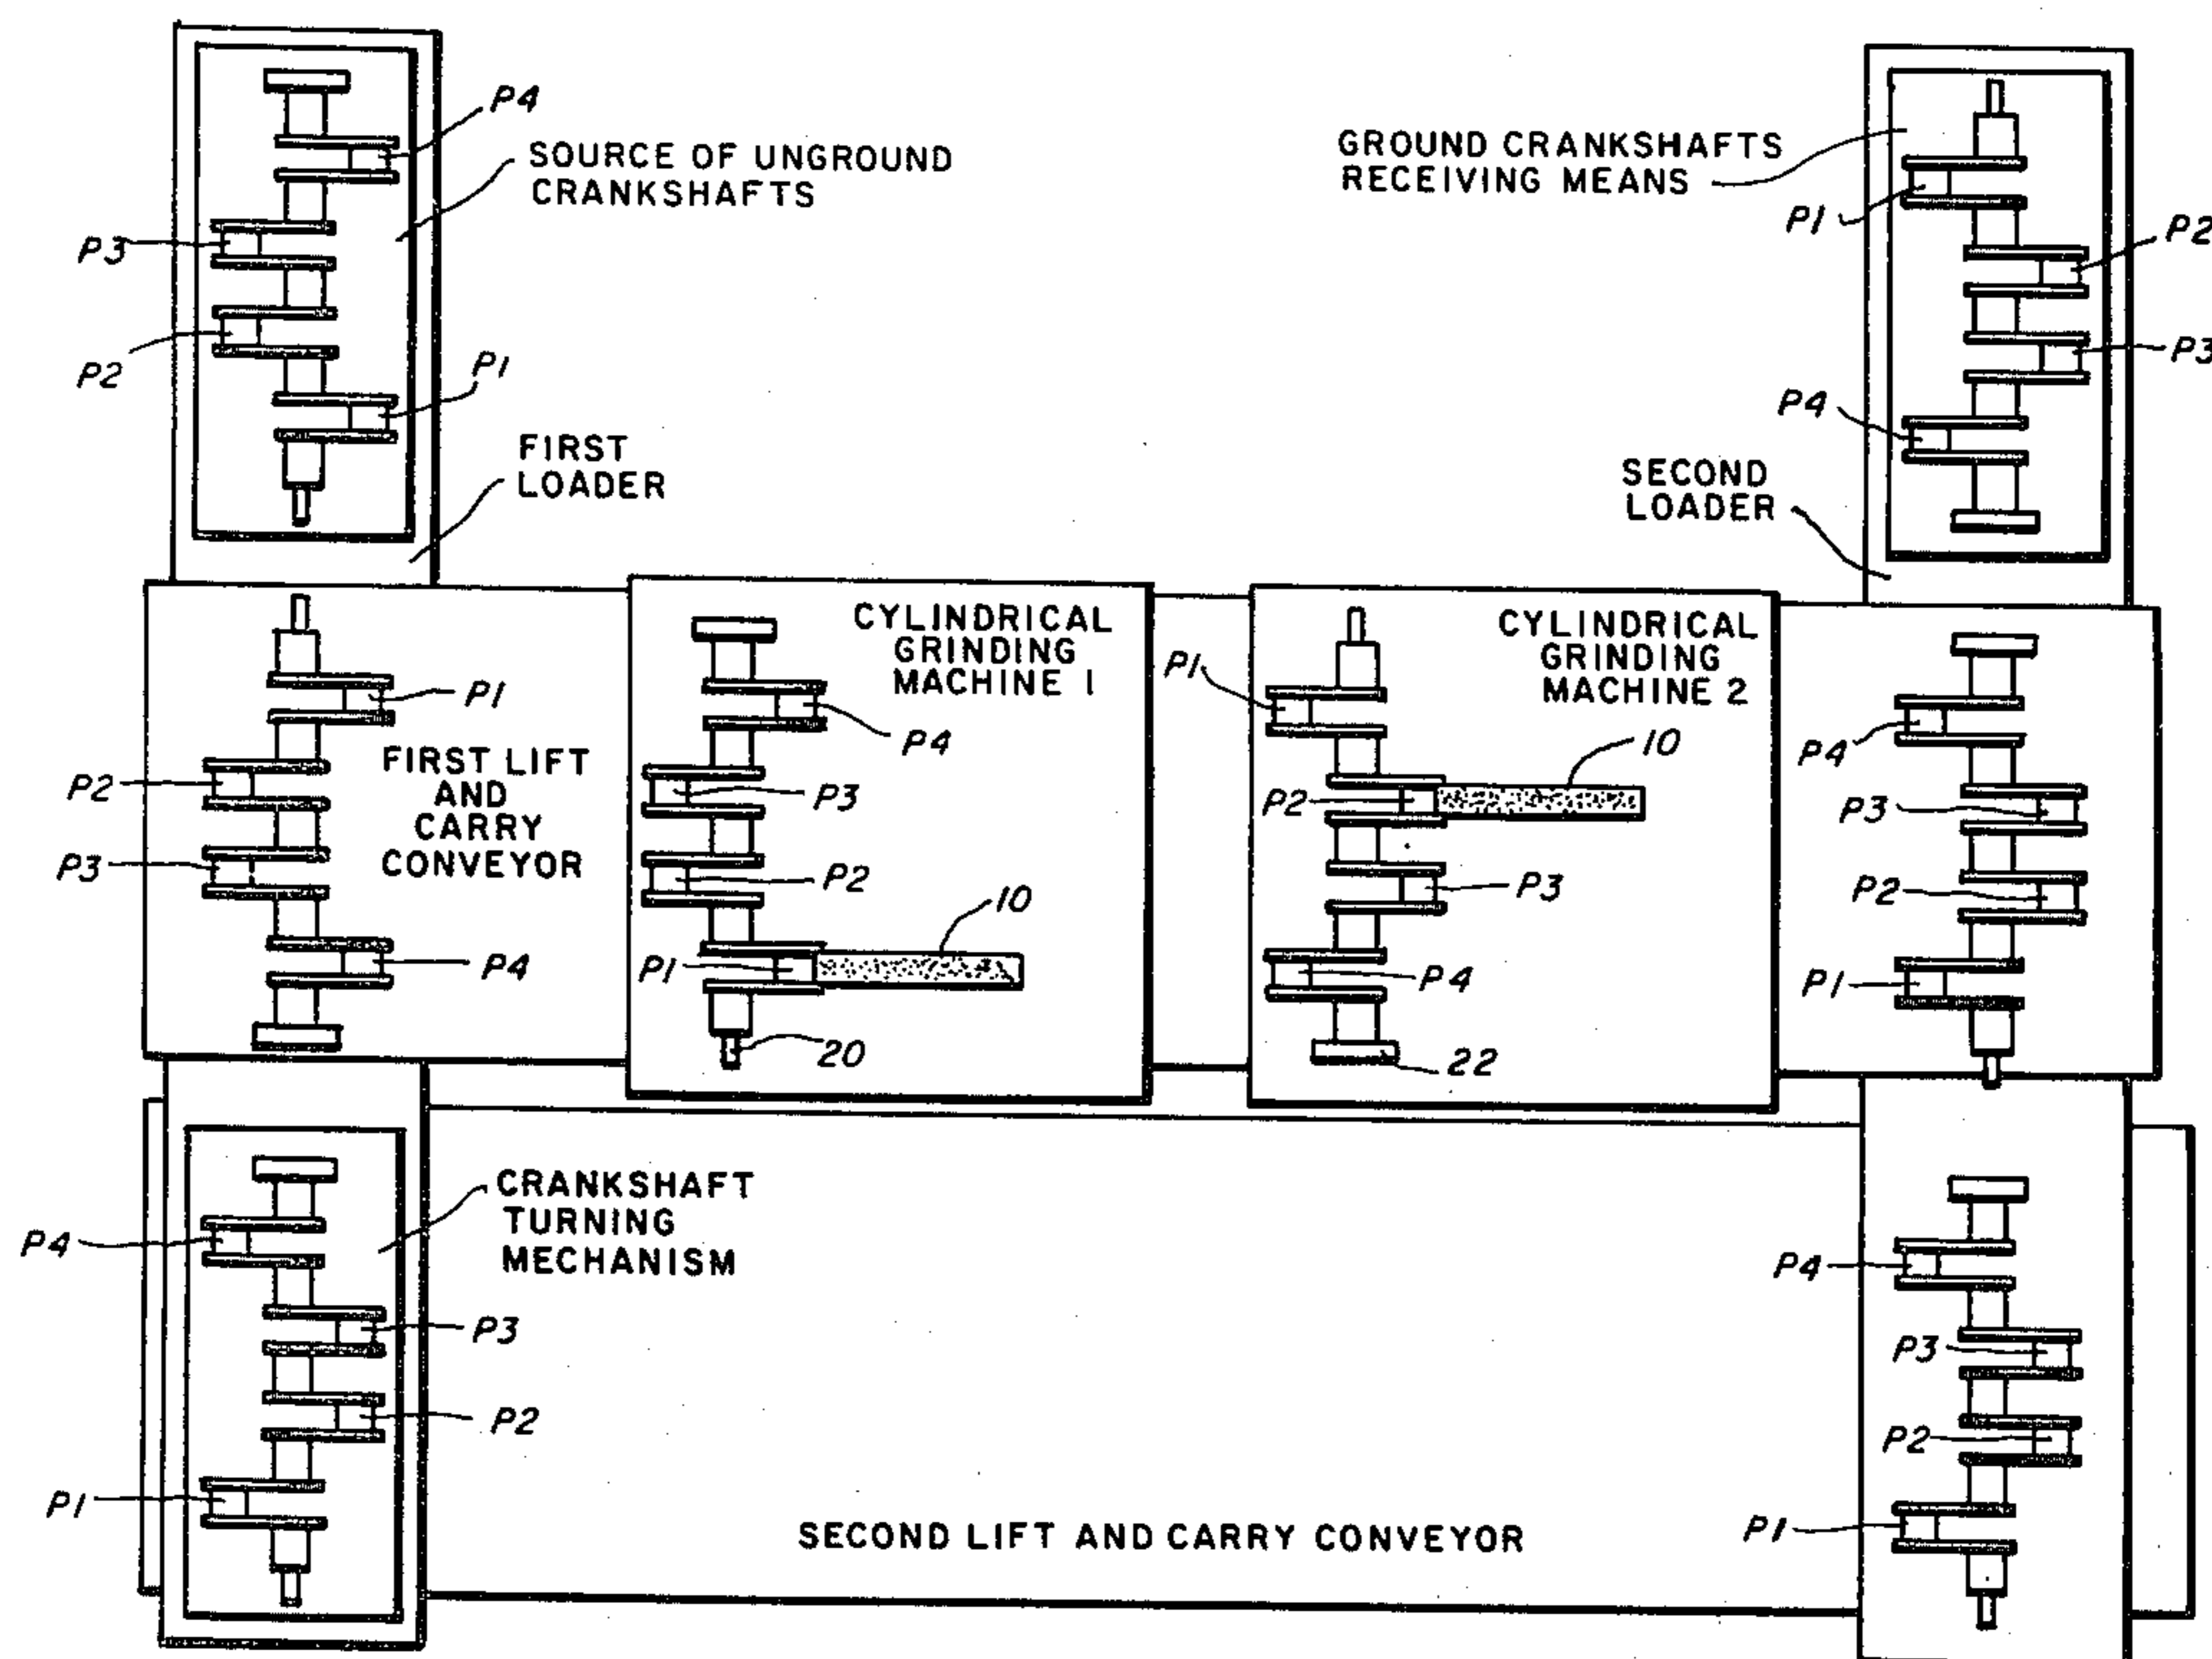 P4
SOURCE OF UNGROUND
CRANKSHAFTS
P3
P2
P1
FIRST
LOADER
GROUND CRANKSHAFTS
RECEIVING MEANS
P1
P2
P3
P4
SECOND
LOADER
P1
P2
FIRST LIFT
AND
CARRY
CONVEYOR
P3
P4
CYLINDRICAL
GRINDING
MACHINE 1
P4
P3
P2
10
P1
20
CYLINDRICAL
GRINDING
MACHINE 2
P1
10
P2
P3
P4
22
P4
P3
P2
P1
CRANKSHAFT
TURNING
MECHANISM
P4
P3
P2
P1
SECOND LIFT AND CARRY CONVEYOR
P4
P3
P2
P1